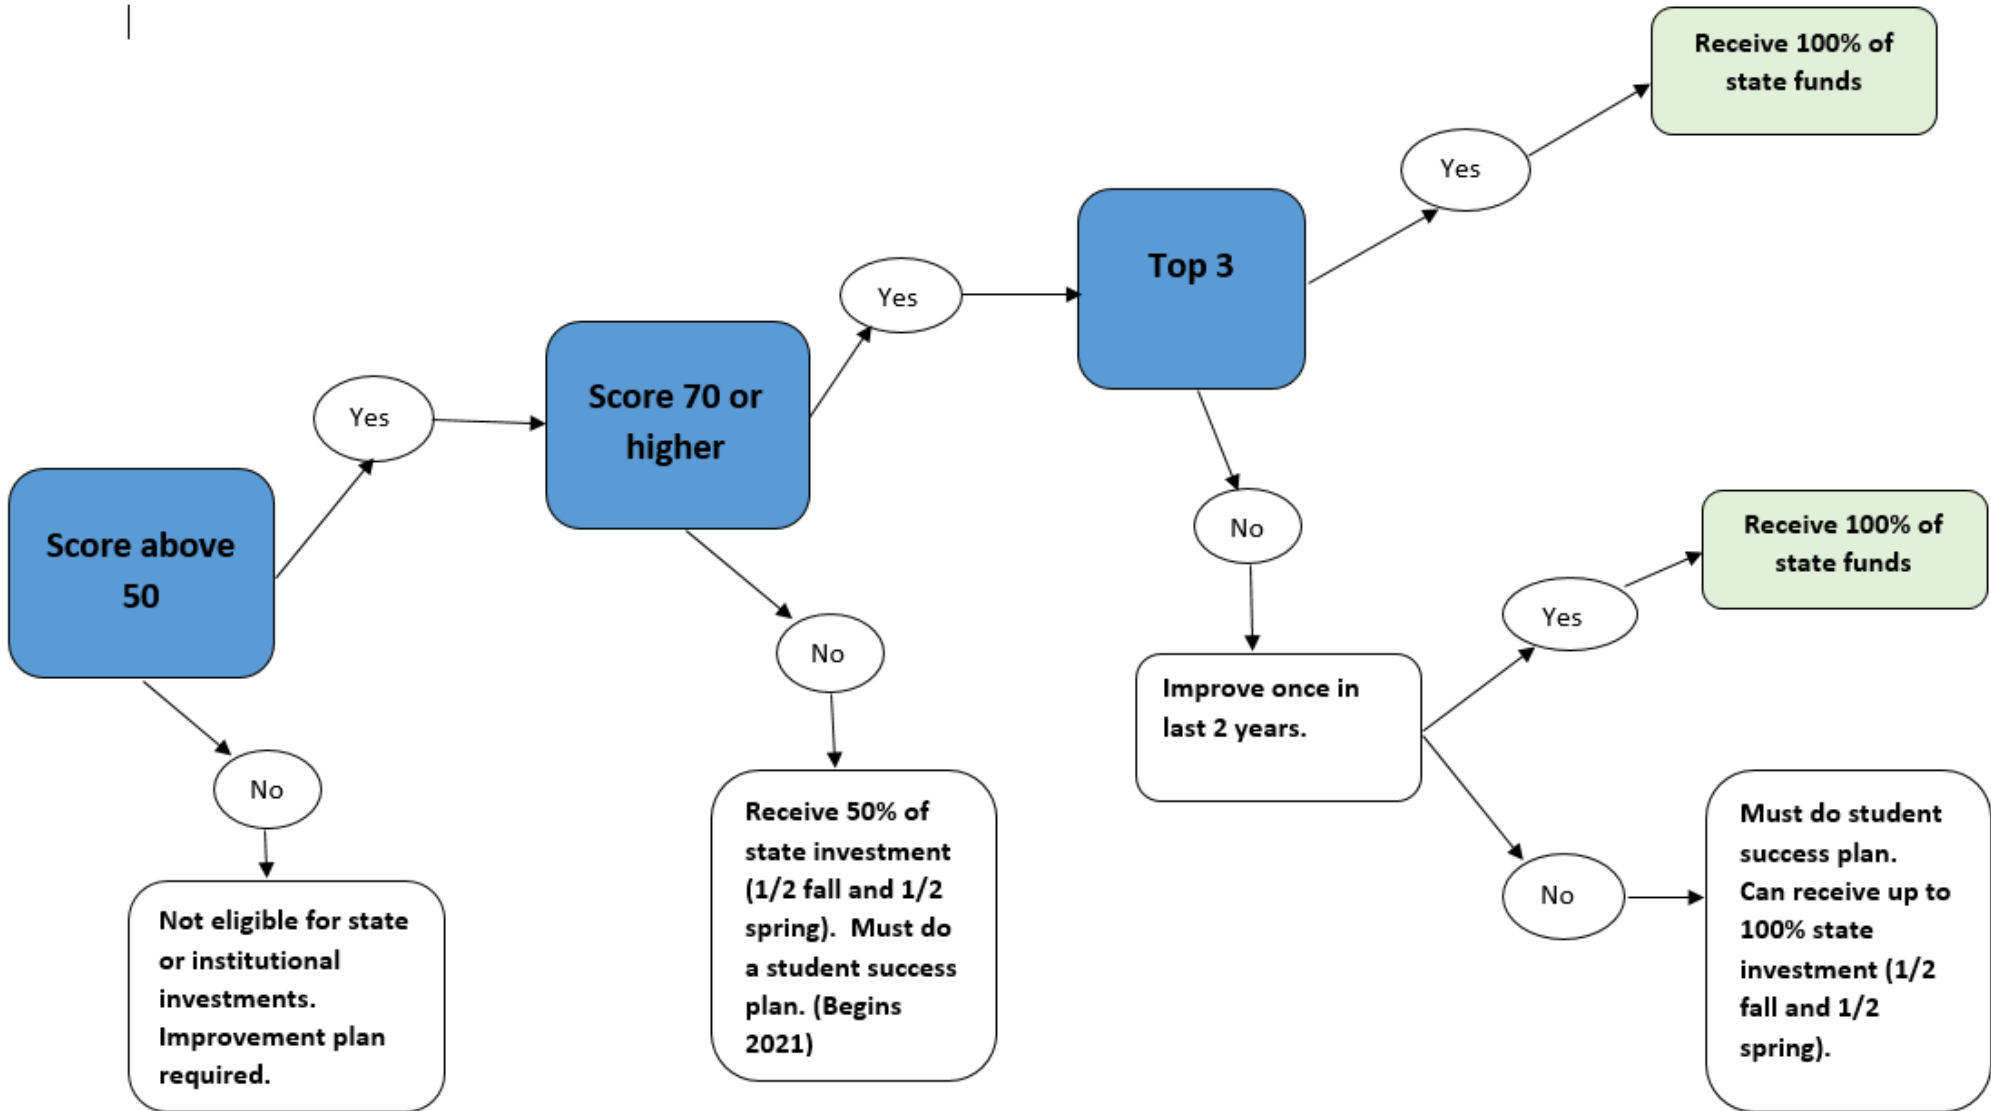 Receive 100% of
state funds
Yes
Top 3
Yes
Score 70 or
higher
Yes
Score above
50
No
Receive 100% of
state funds
Yes
No
Improve once in
last 2 years.
No
Not eligible for state
or institutional
investments.
Improvement plan
required.
Receive 50% of
state investment
(1/2 fall and 1/2
spring).  Must do
a student success
plan. (Begins
2021)
No
Must do student
success plan.
Can receive up to
100% state
investment (1/2
fall and 1/2
spring).